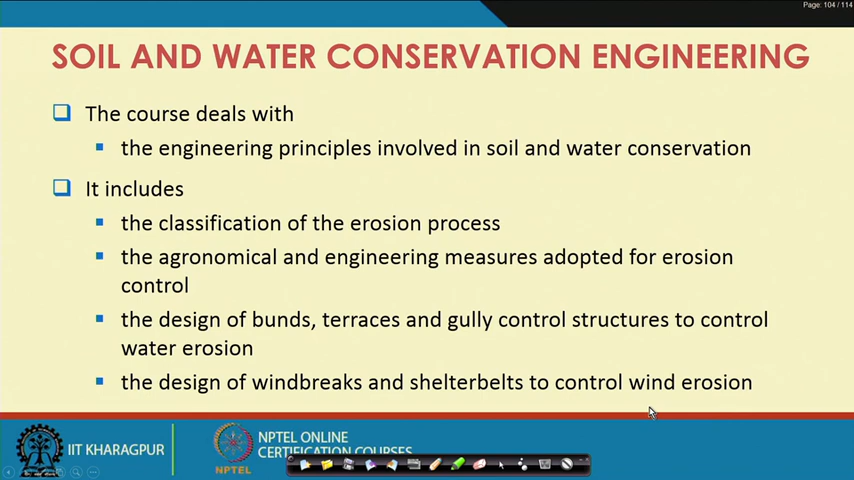 Page: 104 / 114
SOIL AND WATER CONSERVATION ENGINEERING
The course deals with
the engineering principles involved in soil and water conservation
It includes
the classification of the erosion process
the agronomical and engineering measures adopted for erosion
control
the design of bunds, terraces and gully control structures to control
water erosion
the design of windbreaks and shelterbelts to control wind erosion
IIT KHARAGPUR
NPTEL
NPTEL ONLINE
CERTIFICATION COURSES